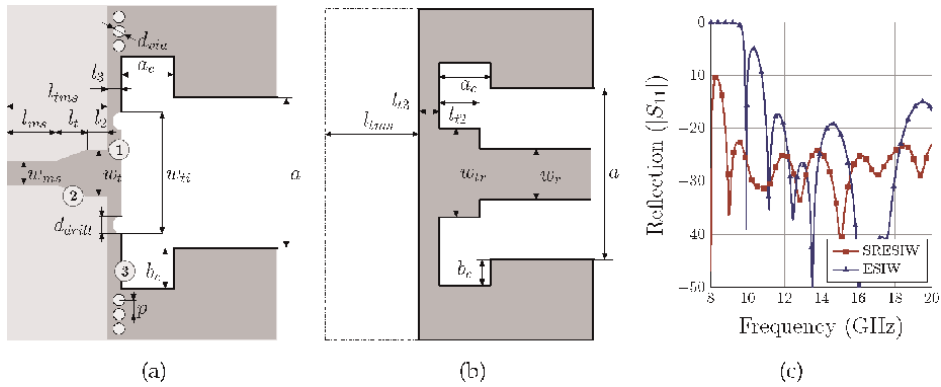 d_via
l_3
a_c
l_tms
l_ms
l_t
l_2
1
w_ms
w_t
w_ti
a
2
d_drill
3
b_c
p
(a)
a_c
l_t3
l_t2
l_tms
w_tr
w_r
a
b_c
(b)
Reflection (|S11|)
0
−10
−20
−30
−40
−50
SRESIW
ESIW
8 10 12 14 16 18 20
Frequency (GHz)
(c)